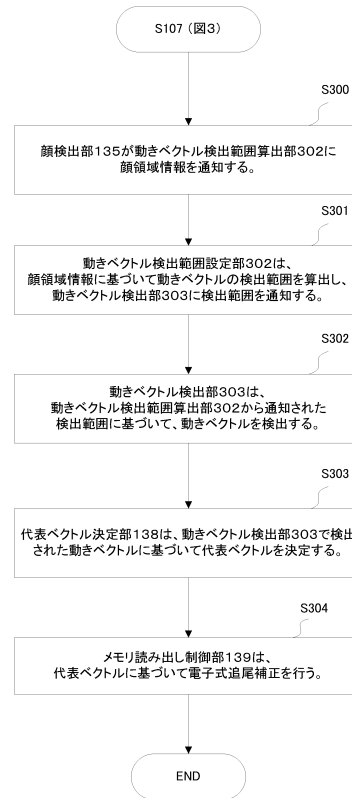 S107（図3）
S300
顔検出部135が動きベクトル検出範囲算出部302に
顔領域情報を通知する。
S301
動きベクトル検出範囲設定部302は、
顔領域情報に基づいて動きベクトルの検出範囲を算出し、
動きベクトル検出部303に検出範囲を通知する。
S302
動きベクトル検出部303は、
動きベクトル検出範囲算出部302から通知された
検出範囲に基づいて、動きベクトルを検出する。
S303
代表ベクトル決定部138は、動きベクトル検出部303で検出
された動きベクトルに基づいて代表ベクトルを決定する。
S304
メモリ読み出し制御部139は、
代表ベクトルに基づいて電子式追尾補正を行う。
END